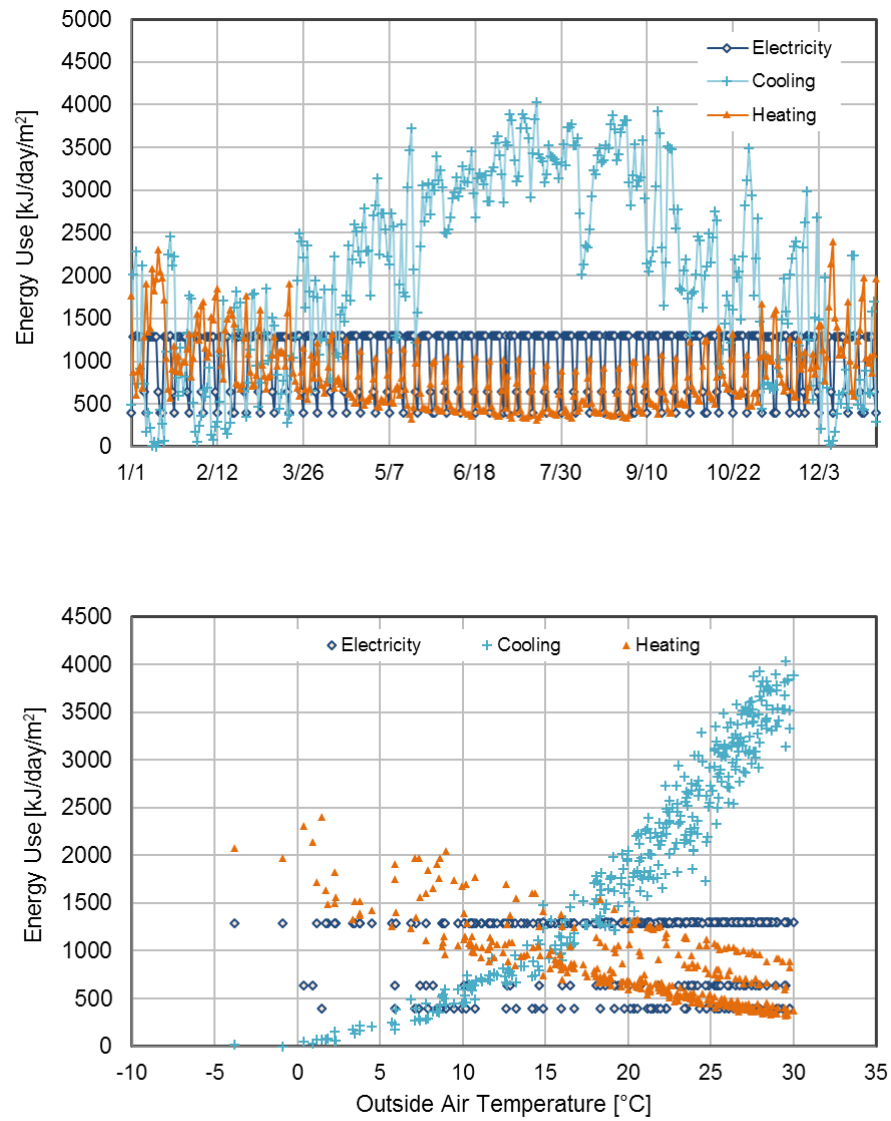 Energy Use [kJ/day/m²]
5000
4500
4000
3500
3000
2500
2000
1500
1000
500
0
Electricity
Cooling
Heating
1/1 2/12 3/26 5/7 6/18 7/30 9/10 10/22 12/3
Energy Use [kJ/day/m²]
4500
4000
3500
3000
2500
2000
1500
1000
500
0
Electricity Cooling Heating
-10 -5 0 5 10 15 20 25 30 35
Outside Air Temperature [°C]